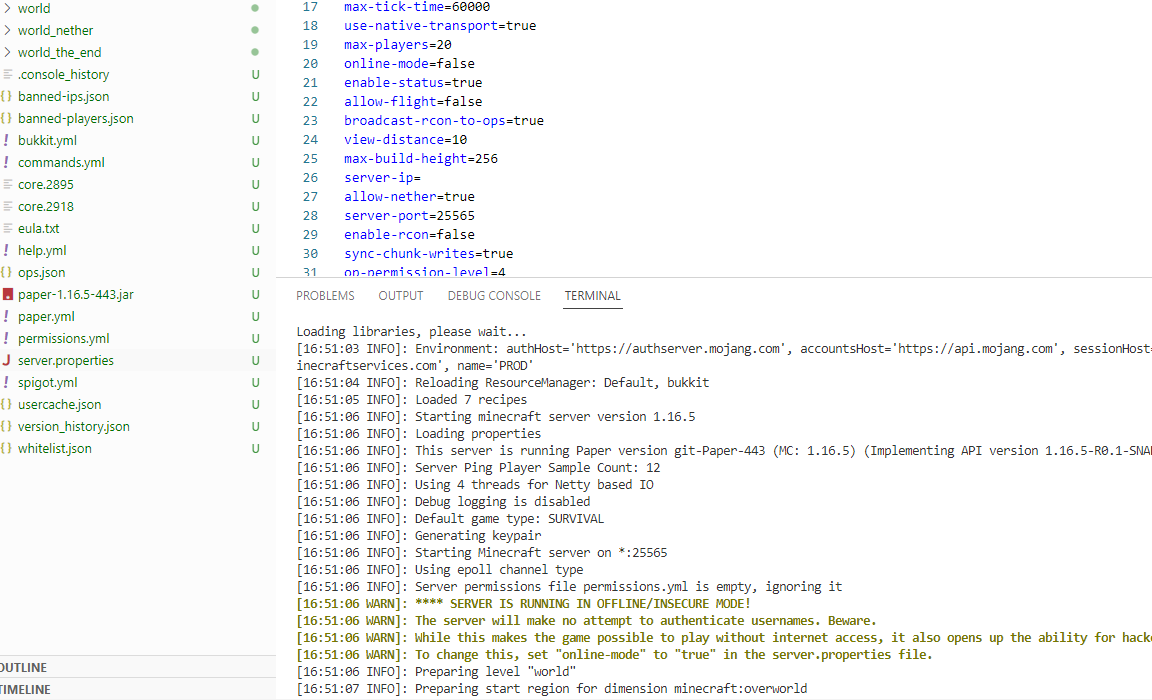 world
world_nether
world_the_end
.console_history U
banned-ips.json U
banned-players.json U
bukkit.yml U
commands.yml U
core.2895 U
core.2918 U
eula.txt U
help.yml U
ops.json U
paper-1.16.5-443.jar U
paper.yml U
permissions.yml U
server.properties U
spigot.yml U
usercache.json U
version_history.json U
whitelist.json U
OUTLINE
TIMELINE
17 max-tick-time=60000
18 use-native-transport=true
19 max-players=20
20 online-mode=false
21 enable-status=true
22 allow-flight=false
23 broadcast-rcon-to-ops=true
24 view-distance=10
25 max-build-height=256
26 server-ip=
27 allow-nether=true
28 server-port=25565
29 enable-rcon=false
30 sync-chunk-writes=true
31 op-permission-level=4
PROBLEMS OUTPUT DEBUG CONSOLE TERMINAL
Loading libraries, please wait...
[16:51:03 INFO]: Environment: authHost='https://authserver.mojang.com', accountsHost='https://api.mojang.com', sessionHost=
inecraftservices.com', name='PROD'
[16:51:04 INFO]: Reloading ResourceManager: Default, bukkit
[16:51:05 INFO]: Loaded 7 recipes
[16:51:06 INFO]: Starting minecraft server version 1.16.5
[16:51:06 INFO]: Loading properties
[16:51:06 INFO]: This server is running Paper version git-Paper-443 (MC: 1.16.5) (Implementing API version 1.16.5-R0.1-SNA
[16:51:06 INFO]: Server Ping Player Sample Count: 12
[16:51:06 INFO]: Using 4 threads for Netty based IO
[16:51:06 INFO]: Debug logging is disabled
[16:51:06 INFO]: Default game type: SURVIVAL
[16:51:06 INFO]: Generating keypair
[16:51:06 INFO]: Starting Minecraft server on *:25565
[16:51:06 INFO]: Using epoll channel type
[16:51:06 INFO]: Server permissions file permissions.yml is empty, ignoring it
[16:51:06 WARN]: **** SERVER IS RUNNING IN OFFLINE/INSECURE MODE!
[16:51:06 WARN]: The server will make no attempt to authenticate usernames. Beware.
[16:51:06 WARN]: While this makes the game possible to play without internet access, it also opens up the ability for hack
[16:51:06 WARN]: To change this, set "online-mode" to "true" in the server.properties file.
[16:51:06 INFO]: Preparing level "world"
[16:51:07 INFO]: Preparing start region for dimension minecraft:overworld